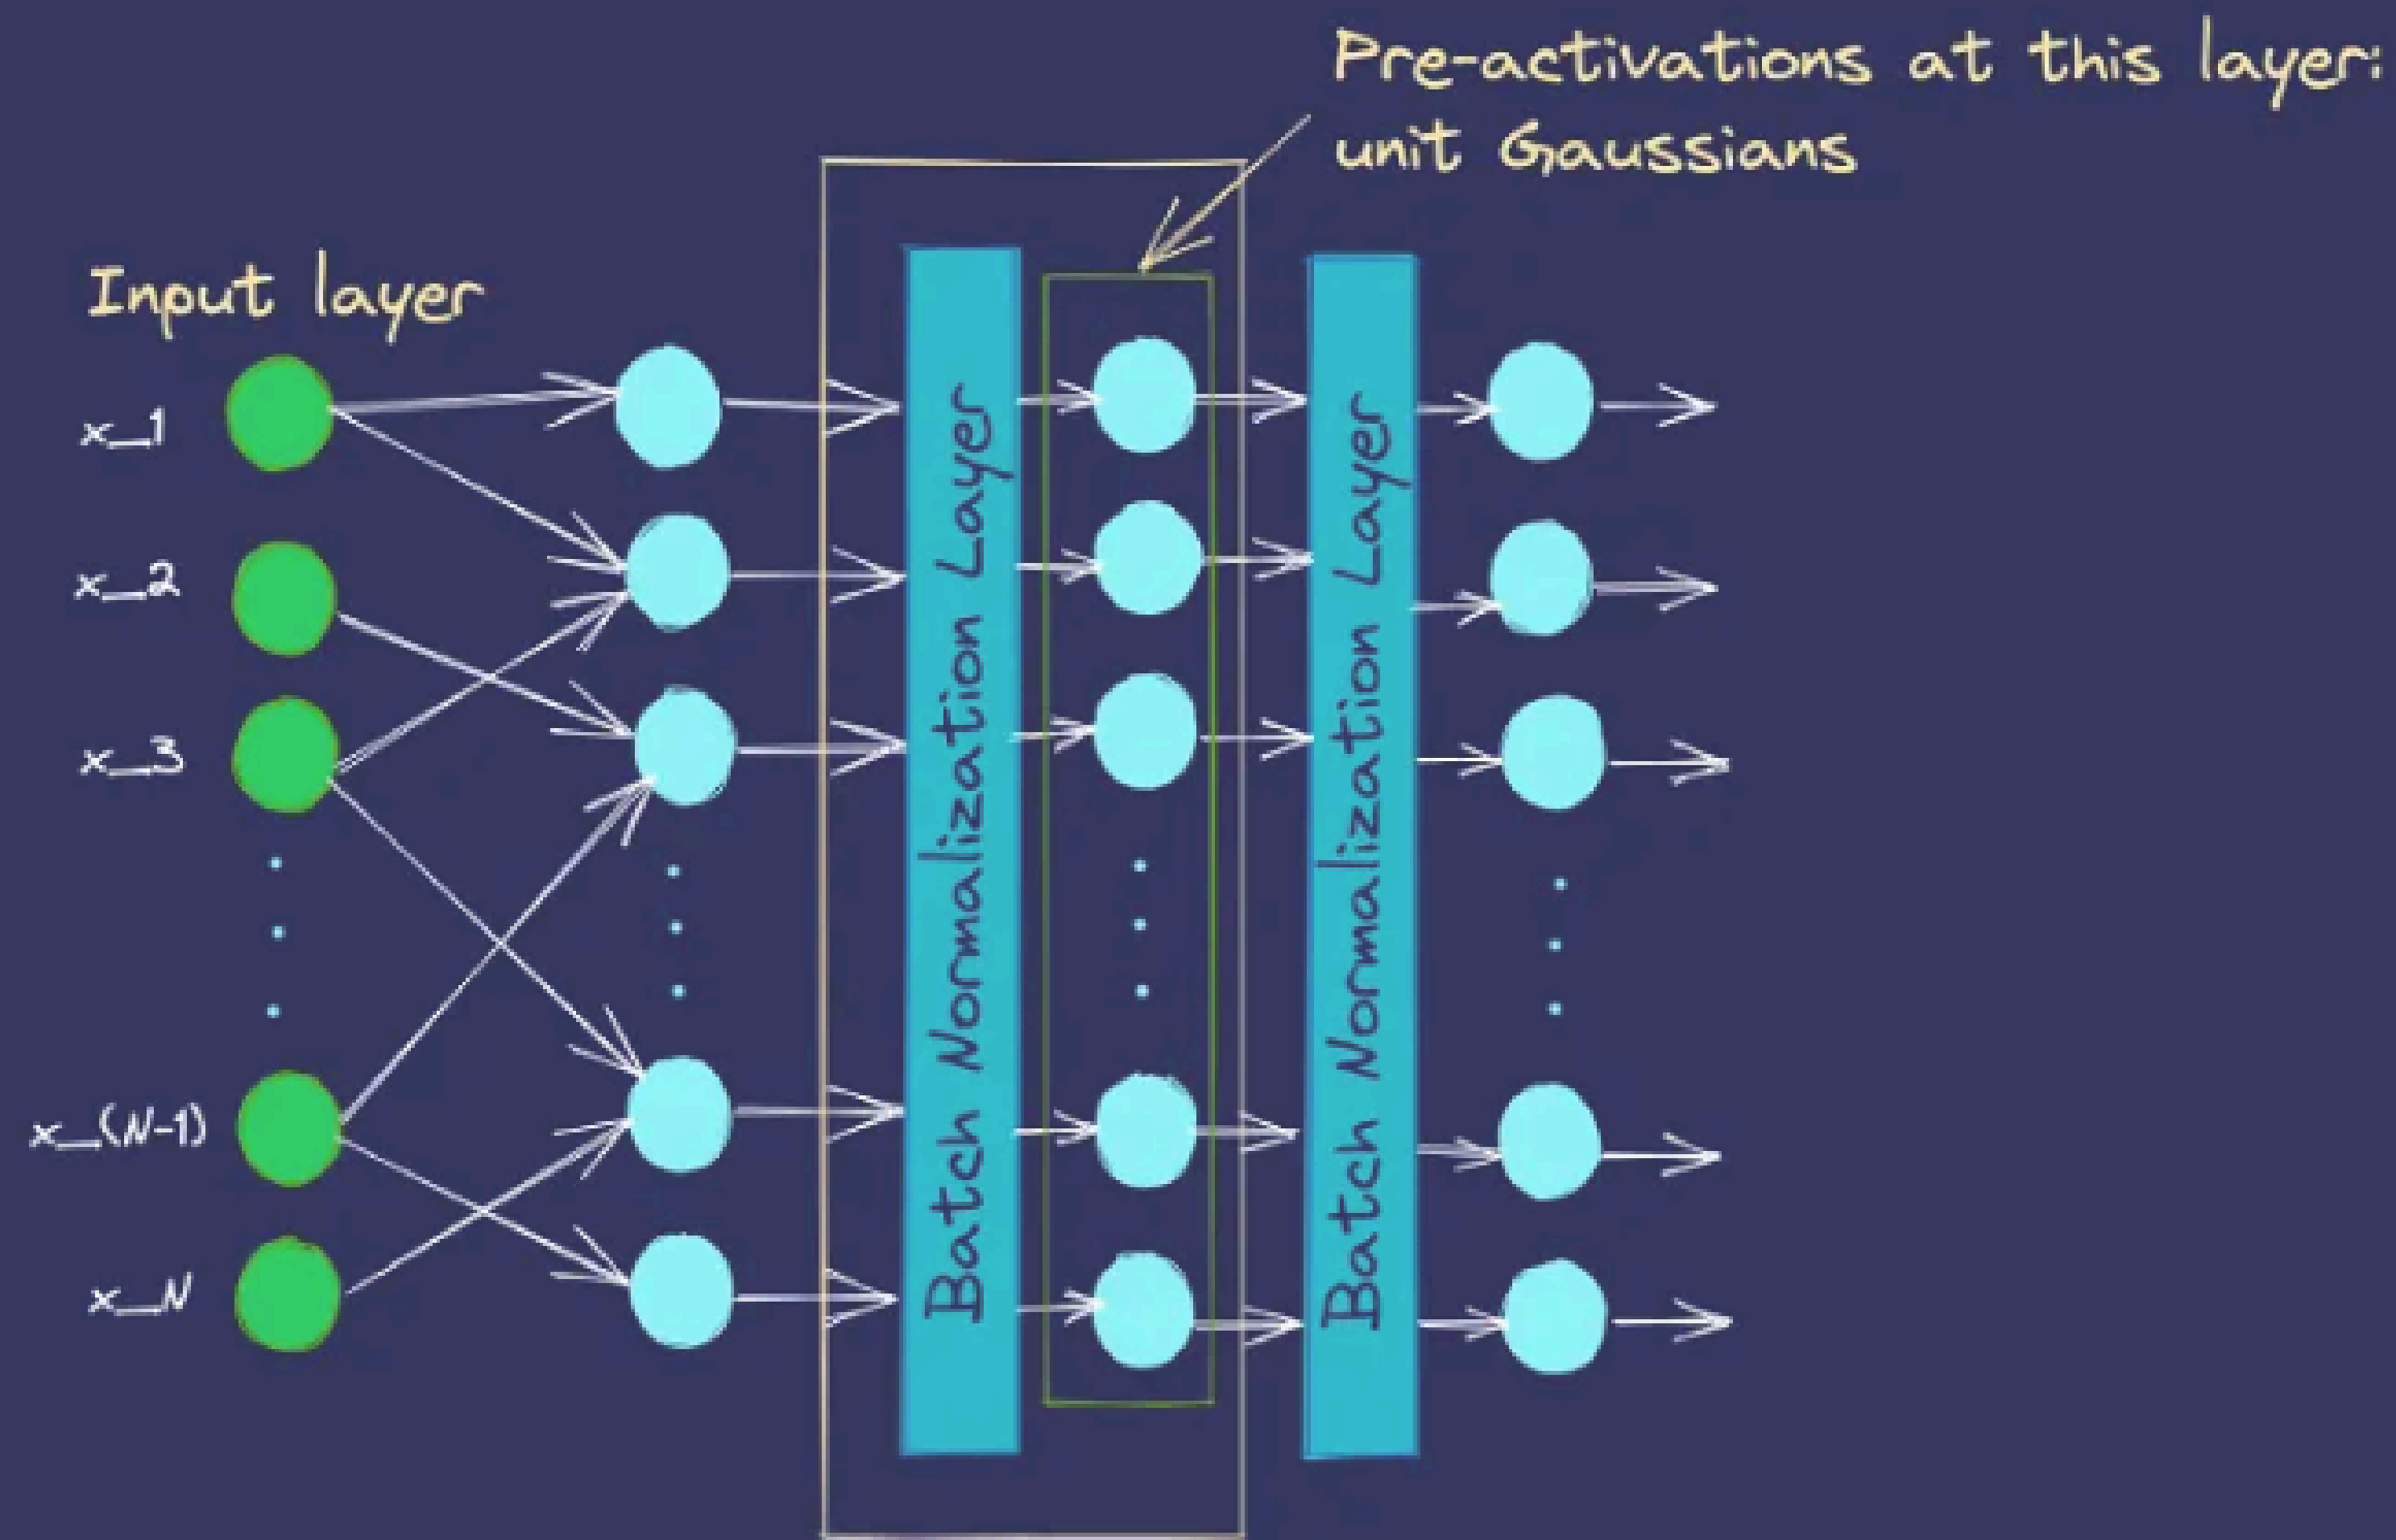 Pre-activations at this layer:
unit Gaussians
Input layer
x_1
x_2
x_3
x_(N-1)
x_N
Batch Normalization Layer
Batch Normalization Layer